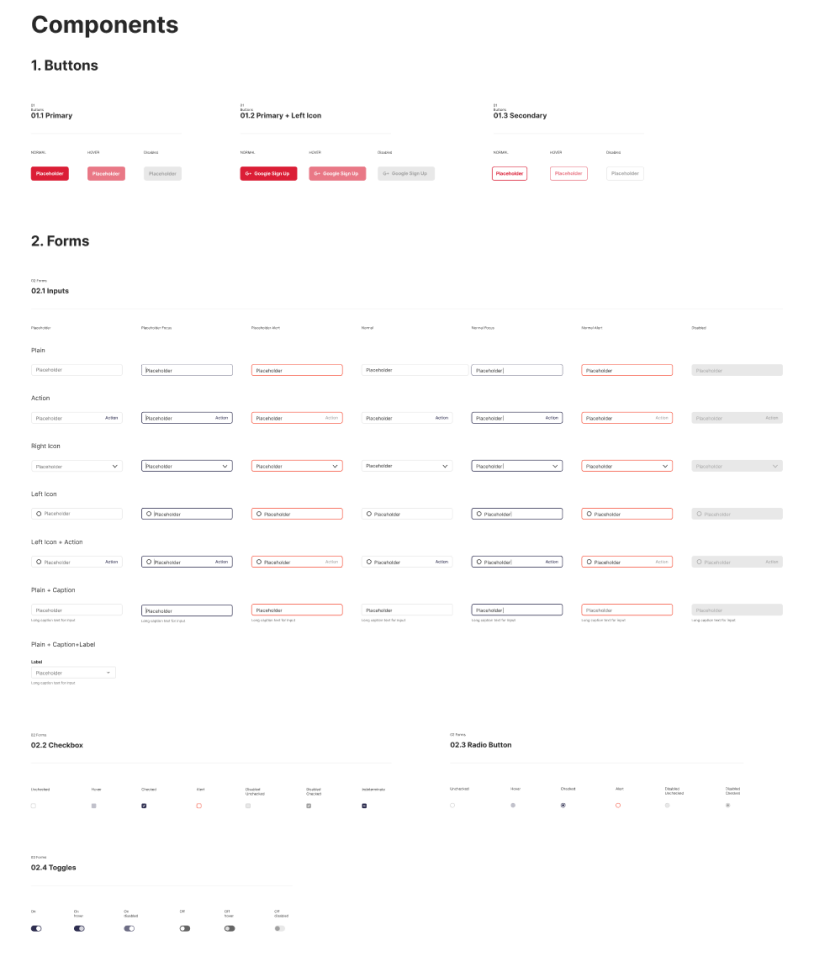 Components
1. Buttons
01
Buttons
01.1 Primary
01
Buttons
01.2 Primary + Left Icon
01
Buttons
01.3 Secondary
NORMAL
HOVER
Disabled
NORMAL
HOVER
Disabled
NORMAL
HOVER
Disabled
Placeholder
Placeholder
Placeholder
Google Sign Up
Google Sign Up
Google Sign Up
Placeholder
Placeholder
Placeholder
2. Forms
02 Forms
02.1 Inputs
Placeholder
Placeholder Focus
Placeholder Alert
Normal
Normal Focus
Normal Alert
Disabled
Plain
Placeholder
Placeholder
Placeholder
Placeholder
Placeholder
Placeholder
Placeholder
Action
Placeholder Action
Placeholder Action
Placeholder Action
Placeholder Action
Placeholder Action
Placeholder Action
Placeholder Action
Right Icon
Placeholder
Placeholder
Placeholder
Placeholder
Placeholder
Placeholder
Placeholder
Left Icon
Placeholder
Placeholder
Placeholder
Placeholder
Placeholder
Placeholder
Placeholder
Left Icon + Action
Placeholder Action
Placeholder Action
Placeholder Action
Placeholder Action
Placeholder Action
Placeholder Action
Placeholder Action
Plain + Caption
Placeholder
Placeholder
Placeholder
Placeholder
Placeholder
Placeholder
Placeholder
Long caption text for input
Long caption text for input
Long caption text for input
Long caption text for input
Long caption text for input
Long caption text for input
Long caption text for input
Plain + Caption+Label
Label
Placeholder
Long caption text for input
02 Forms
02.2 Checkbox
02 Forms
02.3 Radio Button
Unchecked
Hover
Checked
Alert
Disabled
Unchecked
Disabled
Checked
Indeterminate
Unchecked
Hover
Checked
Alert
Disabled
Unchecked
Disabled
Checked
02 Forms
02.4 Toggles
On
On
Hover
On
Disabled
Off
Off
Hover
Off
Disabled